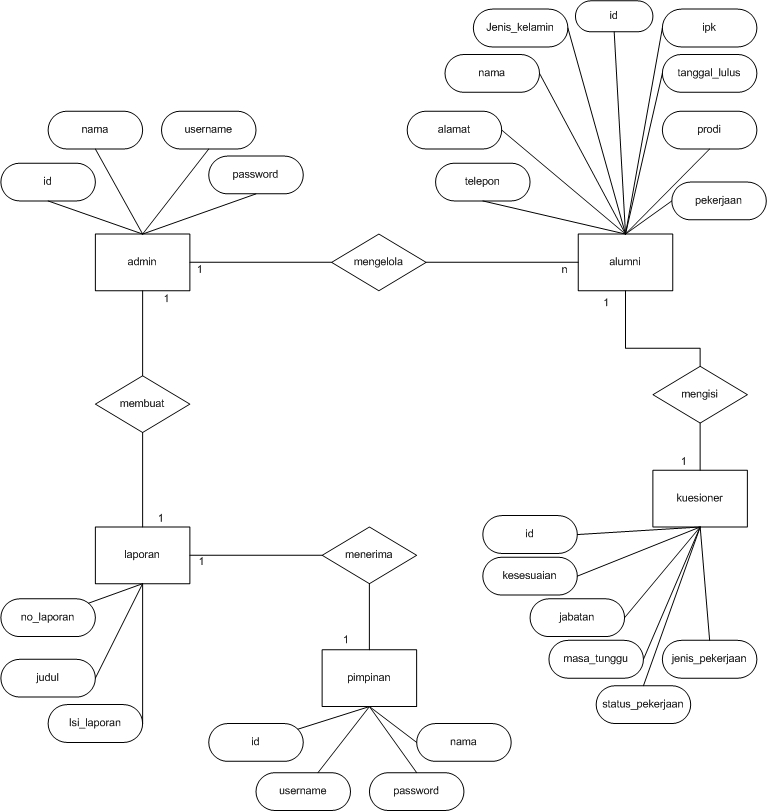 id
Jenis_kelamin
ipk
nama
tanggal_lulus
nama
username
alamat
prodi
id
password
telepon
pekerjaan
admin
1
mengelola
n
alumni
1
1
membuat
mengisi
1
kuesioner
1
laporan
1
menerima
id
kesesuaian
no_laporan
jabatan
1
masa_tunggu
jenis_pekerjaan
judul
pimpinan
status_pekerjaan
Isi_laporan
id
nama
username
password